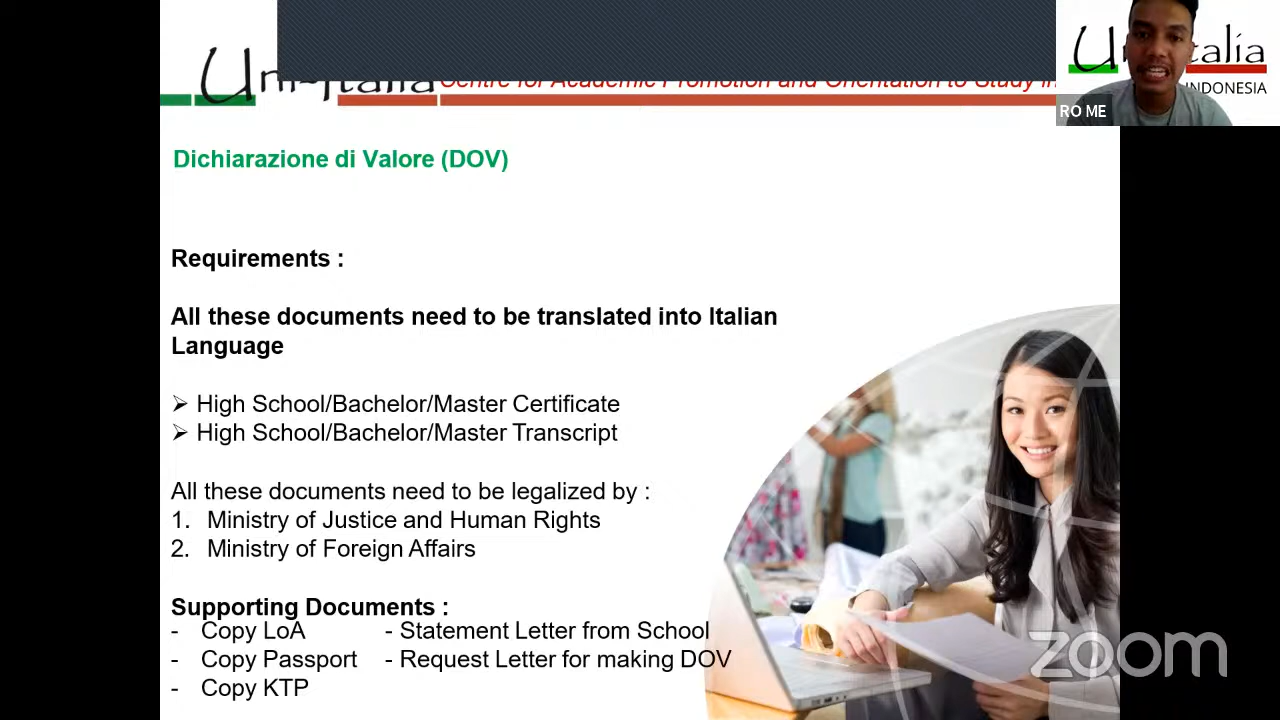 Uni-Italia
Centre for Academic Promotion and Orientation to Study in
Italia
INDONESIA
RO ME
Dichiarazione di Valore (DOV)
Requirements :
All these documents need to be translated into Italian
Language
➢ High School/Bachelor/Master Certificate
➢ High School/Bachelor/Master Transcript
All these documents need to be legalized by :
1. Ministry of Justice and Human Rights
2. Ministry of Foreign Affairs
Supporting Documents :
- Copy LoA - Statement Letter from School
- Copy Passport - Request Letter for making DOV
- Copy KTP
zoom